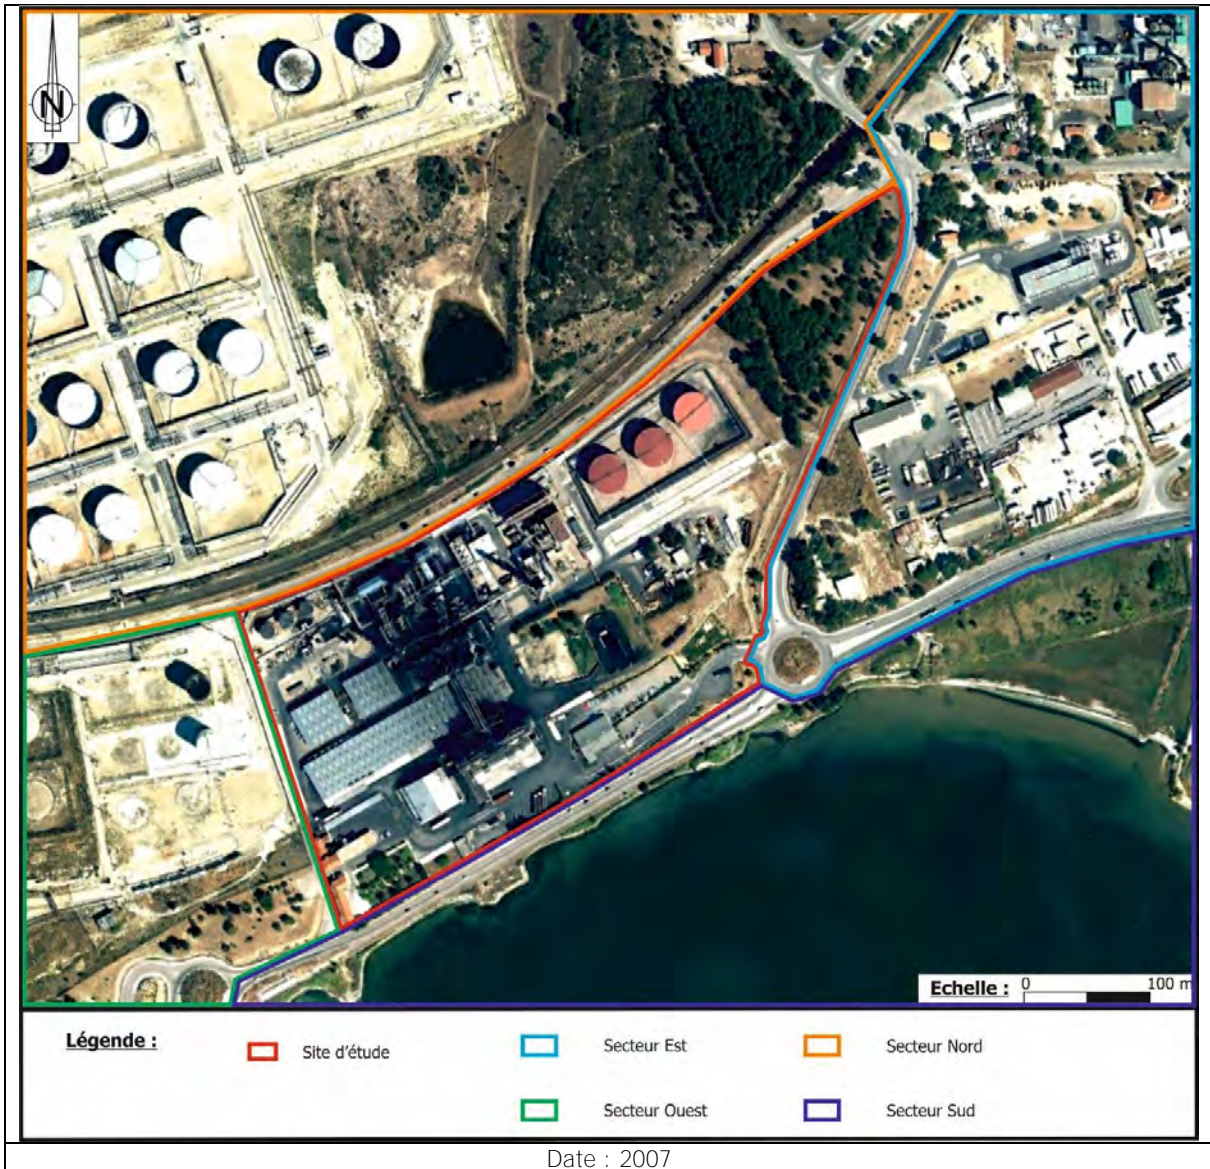 N
Echelle : 0 100 m
Légende :
Site d'étude
Secteur Est
Secteur Nord
Secteur Ouest
Secteur Sud
Date : 2007